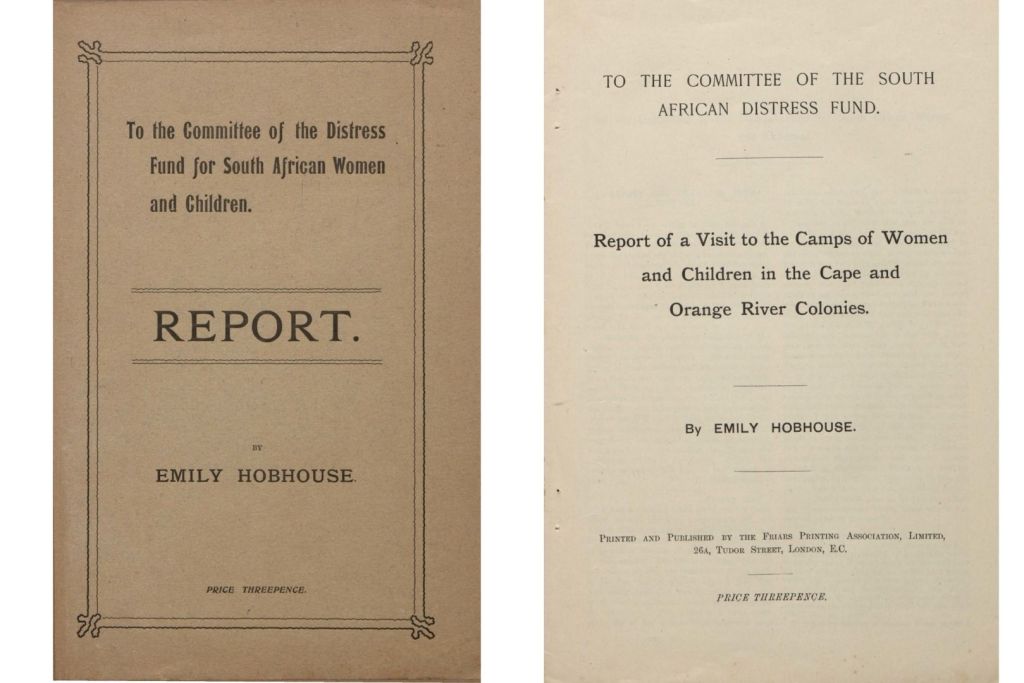 To the Committee of the Distress
Fund for South African Women
and Children.
REPORT.
BY
EMILY HOBHOUSE.
PRICE THREEPENCE.
TO THE COMMITTEE OF THE SOUTH
AFRICAN DISTRESS FUND.
Report of a Visit to the Camps of Women
and Children in the Cape and
Orange River Colonies.
By EMILY HOBHOUSE.
PRINTED AND PUBLISHED BY THE FRIARS PRINTING ASSOCIATION, LIMITED,
26A, TUDOR STREET, LONDON, E.C.
PRICE THREEPENCE.